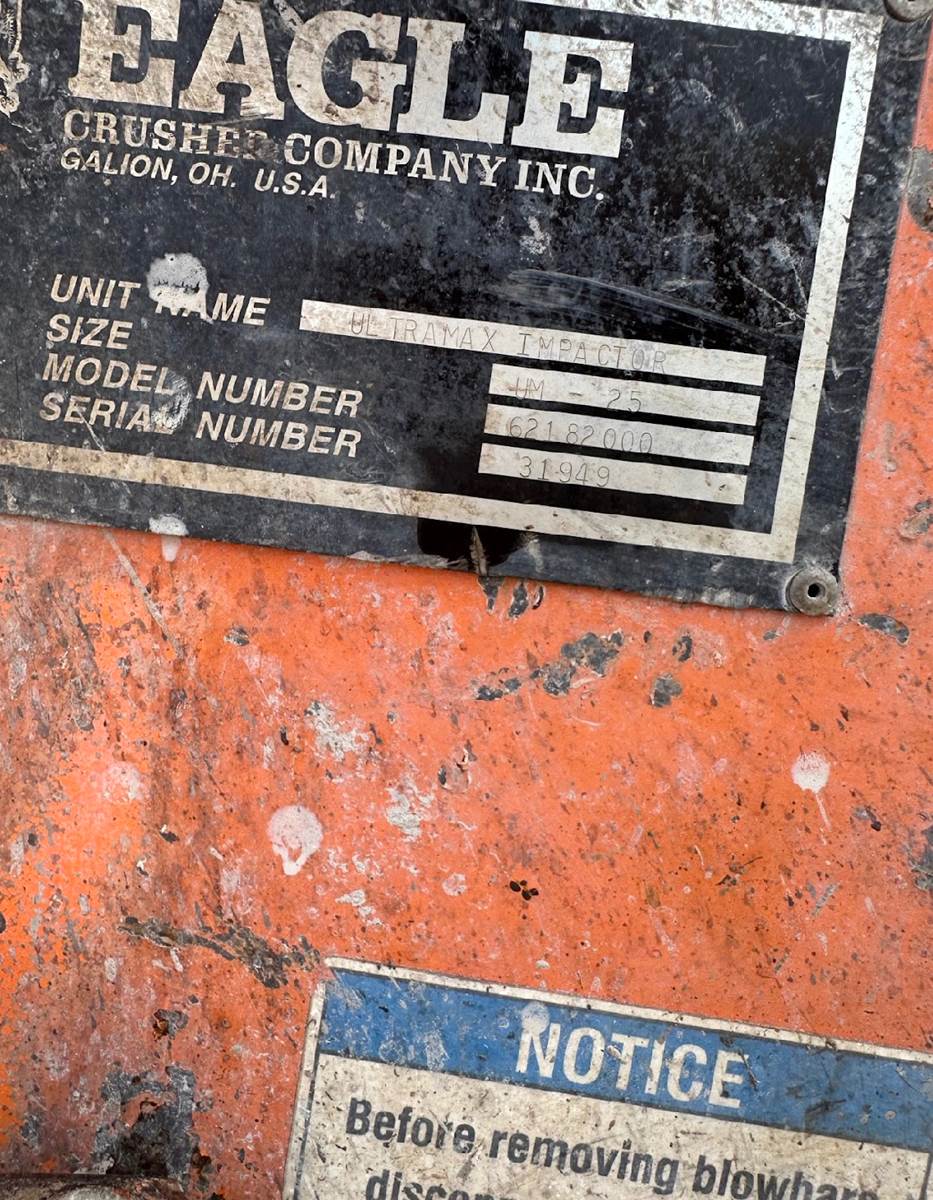 EAGLE
CRUSHER COMPANY INC.
GALION, OH. U.S.A.
UNIT NAME ULTRAMAX IMPACTOR
SIZE UM - 25
MODEL NUMBER 62182000
SERIAL NUMBER 31949
NOTICE
Before removing blowbars